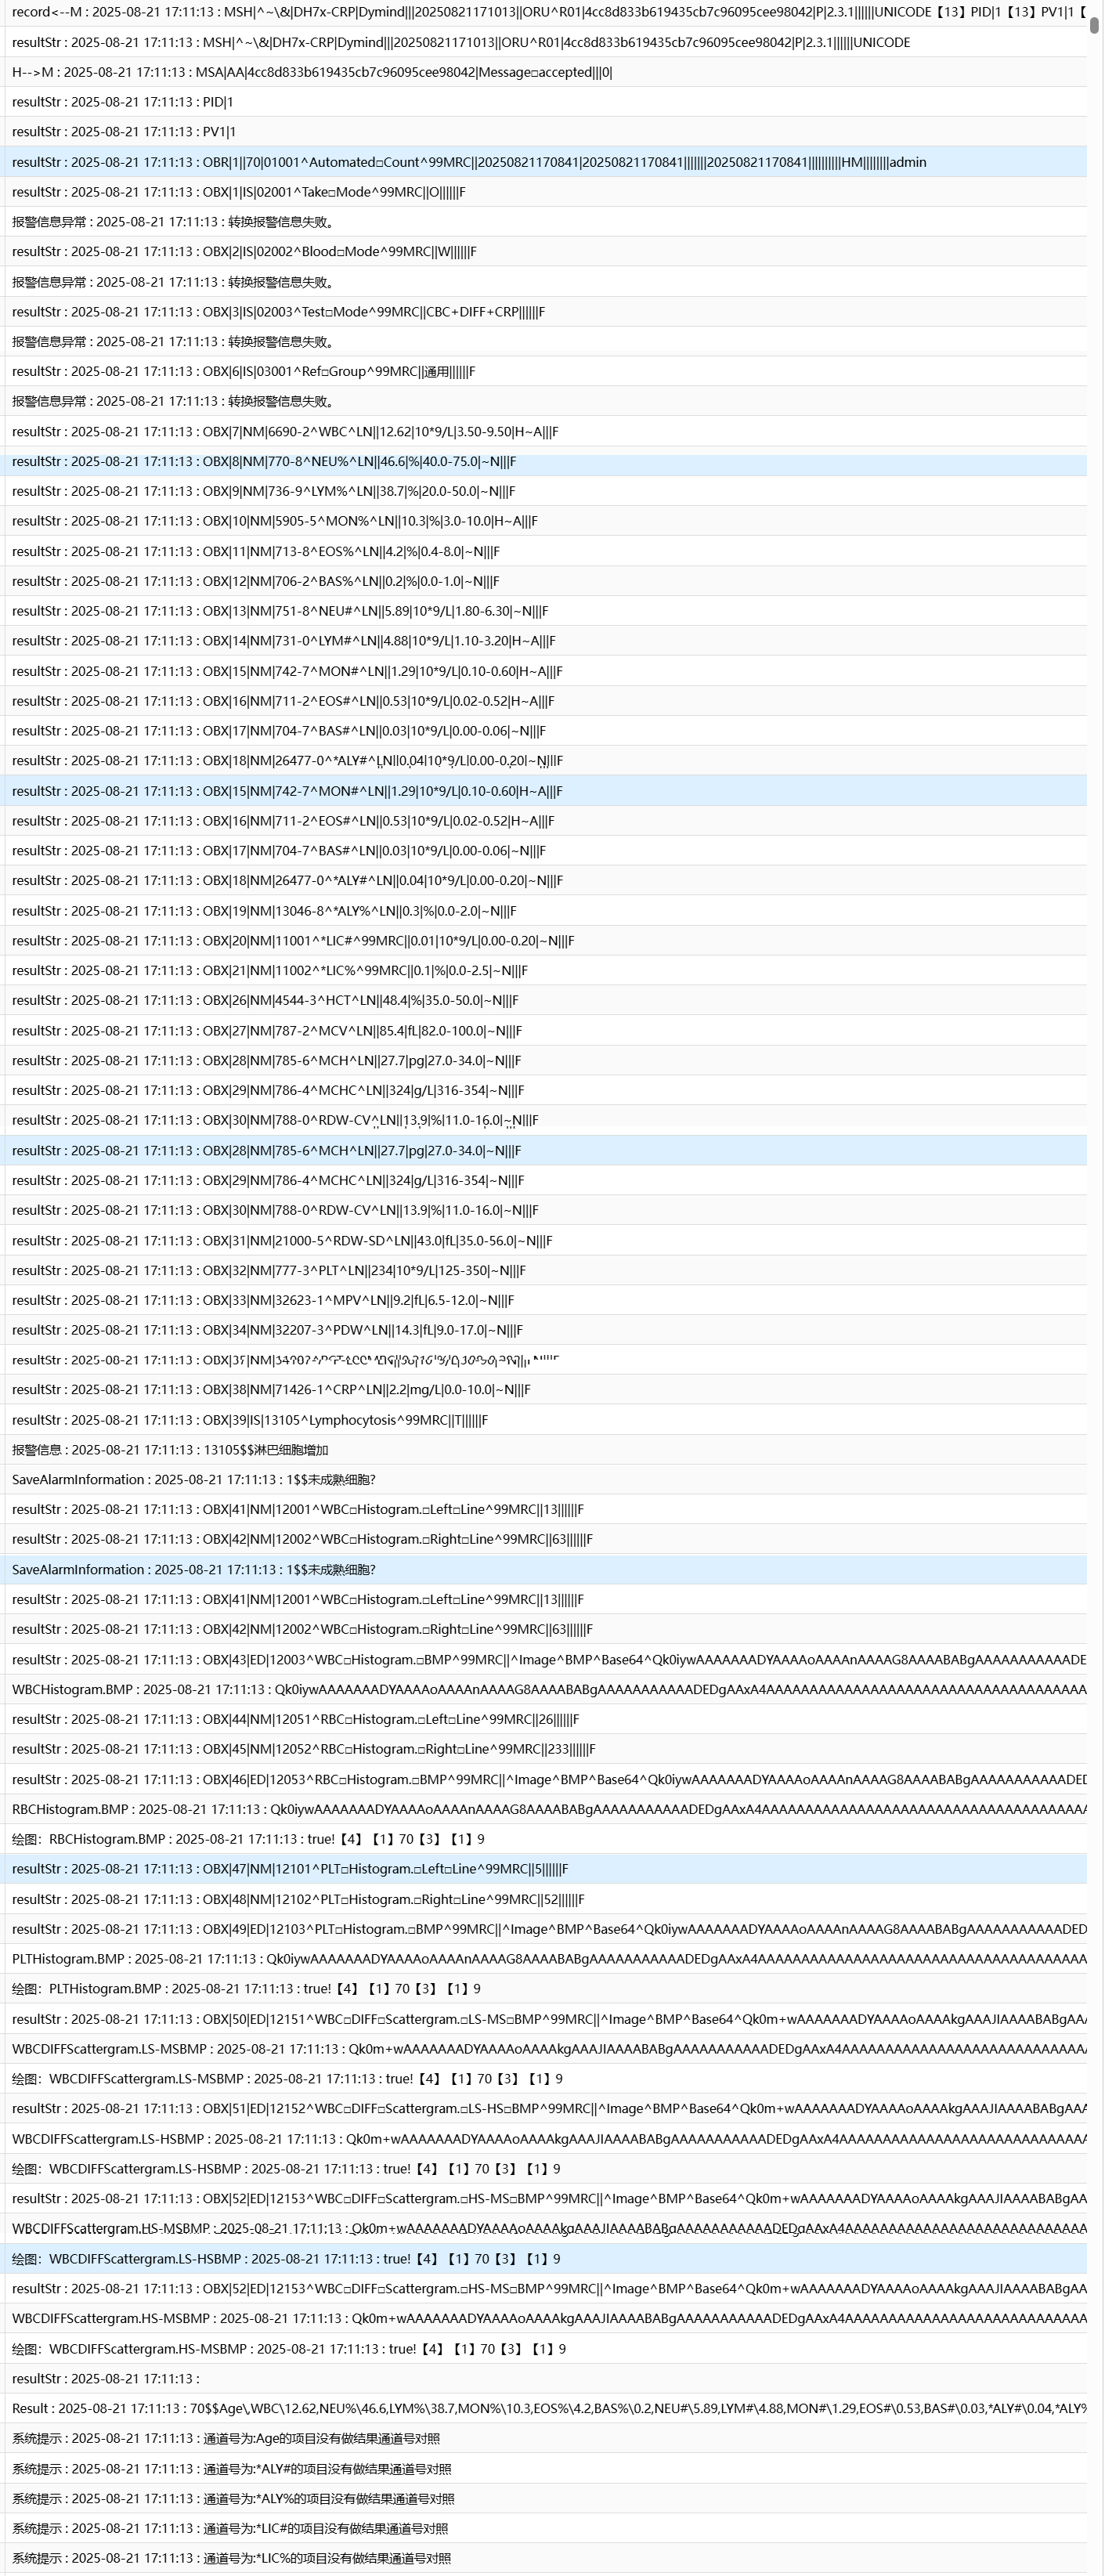 record<--M : 2025-08-21 17:11:13 : MSH|^~\&|DH7x-CRP|Dymind|||20250821171013||ORU^R01|4cc8d833b619435cb7c96095cee98042|P|2.3.1||||||UNICODE【13】PID|1【13】PV1|1【
resultStr : 2025-08-21 17:11:13 : MSH|^~\&|DH7x-CRP|Dymind|||20250821171013||ORU^R01|4cc8d833b619435cb7c96095cee98042|P|2.3.1||||||UNICODE
H-->M : 2025-08-21 17:11:13 : MSA|AA|4cc8d833b619435cb7c96095cee98042|Message□accepted|||0|
resultStr : 2025-08-21 17:11:13 : PID|1
resultStr : 2025-08-21 17:11:13 : PV1|1
resultStr : 2025-08-21 17:11:13 : OBR|1||70|01001^Automated□Count^99MRC||20250821170841|20250821170841|||||||20250821170841||||||||||HM||||||||admin
resultStr : 2025-08-21 17:11:13 : OBX|1|IS|02001^Take□Mode^99MRC||O||||||F
报警信息异常 : 2025-08-21 17:11:13 : 转换报警信息失败。
resultStr : 2025-08-21 17:11:13 : OBX|2|IS|02002^Blood□Mode^99MRC||W||||||F
报警信息异常 : 2025-08-21 17:11:13 : 转换报警信息失败。
resultStr : 2025-08-21 17:11:13 : OBX|3|IS|02003^Test□Mode^99MRC||CBC+DIFF+CRP||||||F
报警信息异常 : 2025-08-21 17:11:13 : 转换报警信息失败。
resultStr : 2025-08-21 17:11:13 : OBX|6|IS|03001^Ref□Group^99MRC||通用||||||F
报警信息异常 : 2025-08-21 17:11:13 : 转换报警信息失败。
resultStr : 2025-08-21 17:11:13 : OBX|7|NM|6690-2^WBC^LN||12.62|10*9/L|3.50-9.50|H~A|||F
resultStr : 2025-08-21 17:11:13 : OBX|8|NM|770-8^NEU%^LN||46.6|%|40.0-75.0|~N|||F
resultStr : 2025-08-21 17:11:13 : OBX|9|NM|736-9^LYM%^LN||38.7|%|20.0-50.0|~N|||F
resultStr : 2025-08-21 17:11:13 : OBX|10|NM|5905-5^MON%^LN||10.3|%|3.0-10.0|H~A|||F
resultStr : 2025-08-21 17:11:13 : OBX|11|NM|713-8^EOS%^LN||4.2|%|0.4-8.0|~N|||F
resultStr : 2025-08-21 17:11:13 : OBX|12|NM|706-2^BAS%^LN||0.2|%|0.0-1.0|~N|||F
resultStr : 2025-08-21 17:11:13 : OBX|13|NM|751-8^NEU#^LN||5.89|10*9/L|1.80-6.30|~N|||F
resultStr : 2025-08-21 17:11:13 : OBX|14|NM|731-0^LYM#^LN||4.88|10*9/L|1.10-3.20|H~A|||F
resultStr : 2025-08-21 17:11:13 : OBX|15|NM|742-7^MON#^LN||1.29|10*9/L|0.10-0.60|H~A|||F
resultStr : 2025-08-21 17:11:13 : OBX|16|NM|711-2^EOS#^LN||0.53|10*9/L|0.02-0.52|H~A|||F
resultStr : 2025-08-21 17:11:13 : OBX|17|NM|704-7^BAS#^LN||0.03|10*9/L|0.00-0.06|~N|||F
resultStr : 2025-08-21 17:11:13 : OBX|18|NM|26477-0^*ALY#^LN||0.04|10*9/L|0.00-0.20|~N|||F
resultStr : 2025-08-21 17:11:13 : OBX|15|NM|742-7^MON#^LN||1.29|10*9/L|0.10-0.60|H~A|||F
resultStr : 2025-08-21 17:11:13 : OBX|16|NM|711-2^EOS#^LN||0.53|10*9/L|0.02-0.52|H~A|||F
resultStr : 2025-08-21 17:11:13 : OBX|17|NM|704-7^BAS#^LN||0.03|10*9/L|0.00-0.06|~N|||F
resultStr : 2025-08-21 17:11:13 : OBX|18|NM|26477-0^*ALY#^LN||0.04|10*9/L|0.00-0.20|~N|||F
resultStr : 2025-08-21 17:11:13 : OBX|19|NM|13046-8^*ALY%^LN||0.3|%|0.0-2.0|~N|||F
resultStr : 2025-08-21 17:11:13 : OBX|20|NM|11001^*LIC#^99MRC||0.01|10*9/L|0.00-0.20|~N|||F
resultStr : 2025-08-21 17:11:13 : OBX|21|NM|11002^*LIC%^99MRC||0.1|%|0.0-2.5|~N|||F
resultStr : 2025-08-21 17:11:13 : OBX|26|NM|4544-3^HCT^LN||48.4|%|35.0-50.0|~N|||F
resultStr : 2025-08-21 17:11:13 : OBX|27|NM|787-2^MCV^LN||85.4|fL|82.0-100.0|~N|||F
resultStr : 2025-08-21 17:11:13 : OBX|28|NM|785-6^MCH^LN||27.7|pg|27.0-34.0|~N|||F
resultStr : 2025-08-21 17:11:13 : OBX|29|NM|786-4^MCHC^LN||324|g/L|316-354|~N|||F
resultStr : 2025-08-21 17:11:13 : OBX|30|NM|788-0^RDW-CV^LN||13.9|%|11.0-16.0|~N|||F
resultStr : 2025-08-21 17:11:13 : OBX|28|NM|785-6^MCH^LN||27.7|pg|27.0-34.0|~N|||F
resultStr : 2025-08-21 17:11:13 : OBX|29|NM|786-4^MCHC^LN||324|g/L|316-354|~N|||F
resultStr : 2025-08-21 17:11:13 : OBX|30|NM|788-0^RDW-CV^LN||13.9|%|11.0-16.0|~N|||F
resultStr : 2025-08-21 17:11:13 : OBX|31|NM|21000-5^RDW-SD^LN||43.0|fL|35.0-56.0|~N|||F
resultStr : 2025-08-21 17:11:13 : OBX|32|NM|777-3^PLT^LN||234|10*9/L|125-350|~N|||F
resultStr : 2025-08-21 17:11:13 : OBX|33|NM|32623-1^MPV^LN||9.2|fL|6.5-12.0|~N|||F
resultStr : 2025-08-21 17:11:13 : OBX|34|NM|32207-3^PDW^LN||14.3|fL|9.0-17.0|~N|||F
resultStr : 2025-08-21 17:11:13 :
resultStr : 2025-08-21 17:11:13 : OBX|38|NM|71426-1^CRP^LN||2.2|mg/L|0.0-10.0|~N|||F
resultStr : 2025-08-21 17:11:13 : OBX|39|IS|13105^Lymphocytosis^99MRC||T||||||F
报警信息 : 2025-08-21 17:11:13 : 13105$$淋巴细胞增加
SaveAlarmInformation : 2025-08-21 17:11:13 : 1$$未成熟细胞?
resultStr : 2025-08-21 17:11:13 : OBX|41|NM|12001^WBC□Histogram.□Left□Line^99MRC||13||||||F
resultStr : 2025-08-21 17:11:13 : OBX|42|NM|12002^WBC□Histogram.□Right□Line^99MRC||63||||||F
SaveAlarmInformation : 2025-08-21 17:11:13 : 1$$未成熟细胞?
resultStr : 2025-08-21 17:11:13 : OBX|41|NM|12001^WBC□Histogram.□Left□Line^99MRC||13||||||F
resultStr : 2025-08-21 17:11:13 : OBX|42|NM|12002^WBC□Histogram.□Right□Line^99MRC||63||||||F
resultStr : 2025-08-21 17:11:13 : OBX|43|ED|12003^WBC□Histogram.□BMP^99MRC||^Image^BMP^Base64^Qk0iywAAAAAAADYAAAAoAAAAnAAAAG8AAAABABgAAAAAAAAAAADE
WBCHistogram.BMP : 2025-08-21 17:11:13 : Qk0iywAAAAAAADYAAAAoAAAAnAAAAG8AAAABABgAAAAAAAAAAADEDgAAxA4AAAAAAAAAAAAAAAAAAAAAAAAAAAAAAAAAAAAA
resultStr : 2025-08-21 17:11:13 : OBX|44|NM|12051^RBC□Histogram.□Left□Line^99MRC||26||||||F
resultStr : 2025-08-21 17:11:13 : OBX|45|NM|12052^RBC□Histogram.□Right□Line^99MRC||233||||||F
resultStr : 2025-08-21 17:11:13 : OBX|46|ED|12053^RBC□Histogram.□BMP^99MRC||^Image^BMP^Base64^Qk0iywAAAAAAADYAAAAoAAAAnAAAAG8AAAABABgAAAAAAAAAAADED
RBCHistogram.BMP : 2025-08-21 17:11:13 : Qk0iywAAAAAAADYAAAAoAAAAnAAAAG8AAAABABgAAAAAAAAAAADEDgAAxA4AAAAAAAAAAAAAAAAAAAAAAAAAAAAAAAAAAAAA
绘图：RBCHistogram.BMP : 2025-08-21 17:11:13 : true!【4】【1】70【3】【1】9
resultStr : 2025-08-21 17:11:13 : OBX|47|NM|12101^PLT□Histogram.□Left□Line^99MRC||5||||||F
resultStr : 2025-08-21 17:11:13 : OBX|48|NM|12102^PLT□Histogram.□Right□Line^99MRC||52||||||F
resultStr : 2025-08-21 17:11:13 : OBX|49|ED|12103^PLT□Histogram.□BMP^99MRC||^Image^BMP^Base64^Qk0iywAAAAAAADYAAAAoAAAAnAAAAG8AAAABABgAAAAAAAAAAADED
PLTHistogram.BMP : 2025-08-21 17:11:13 : Qk0iywAAAAAAADYAAAAoAAAAnAAAAG8AAAABABgAAAAAAAAAAADEDgAAxA4AAAAAAAAAAAAAAAAAAAAAAAAAAAAAAAAAAAAA
绘图：PLTHistogram.BMP : 2025-08-21 17:11:13 : true!【4】【1】70【3】【1】9
resultStr : 2025-08-21 17:11:13 : OBX|50|ED|12151^WBC□DIFF□Scattergram.□LS-MS□BMP^99MRC||^Image^BMP^Base64^Qk0m+wAAAAAAADYAAAAoAAAAkgAAAJIAAAABABgAAA
WBCDIFFScattergram.LS-MSBMP : 2025-08-21 17:11:13 : Qk0m+wAAAAAAADYAAAAoAAAAkgAAAJIAAAABABgAAAAAAAAAAADEDgAAxA4AAAAAAAAAAAAAAAAAAAAAAAAAAA
绘图：WBCDIFFScattergram.LS-MSBMP : 2025-08-21 17:11:13 : true!【4】【1】70【3】【1】9
resultStr : 2025-08-21 17:11:13 : OBX|51|ED|12152^WBC□DIFF□Scattergram.□LS-HS□BMP^99MRC||^Image^BMP^Base64^Qk0m+wAAAAAAADYAAAAoAAAAkgAAAJIAAAABABgAAA
WBCDIFFScattergram.LS-HSBMP : 2025-08-21 17:11:13 : Qk0m+wAAAAAAADYAAAAoAAAAkgAAAJIAAAABABgAAAAAAAAAAADEDgAAxA4AAAAAAAAAAAAAAAAAAAAAAAAAAA
绘图：WBCDIFFScattergram.LS-HSBMP : 2025-08-21 17:11:13 : true!【4】【1】70【3】【1】9
resultStr : 2025-08-21 17:11:13 : OBX|52|ED|12153^WBC□DIFF□Scattergram.□HS-MS□BMP^99MRC||^Image^BMP^Base64^Qk0m+wAAAAAAADYAAAAoAAAAkgAAAJIAAAABABgAA
WBCDIFFScattergram.HS-MSBMP : 2025-08-21 17:11:13 : Qk0m+wAAAAAAADYAAAAoAAAAkgAAAJIAAAABABgAAAAAAAAAAADEDgAAxA4AAAAAAAAAAAAAAAAAAAAAAAAAAA
绘图：WBCDIFFScattergram.LS-HSBMP : 2025-08-21 17:11:13 : true!【4】【1】70【3】【1】9
resultStr : 2025-08-21 17:11:13 : OBX|52|ED|12153^WBC□DIFF□Scattergram.□HS-MS□BMP^99MRC||^Image^BMP^Base64^Qk0m+wAAAAAAADYAAAAoAAAAkgAAAJIAAAABABgAA
WBCDIFFScattergram.HS-MSBMP : 2025-08-21 17:11:13 : Qk0m+wAAAAAAADYAAAAoAAAAkgAAAJIAAAABABgAAAAAAAAAAADEDgAAxA4AAAAAAAAAAAAAAAAAAAAAAAAAAA
绘图：WBCDIFFScattergram.HS-MSBMP : 2025-08-21 17:11:13 : true!【4】【1】70【3】【1】9
resultStr : 2025-08-21 17:11:13 :
Result : 2025-08-21 17:11:13 : 70$$Age\,WBC\12.62,NEU%\46.6,LYM%\38.7,MON%\10.3,EOS%\4.2,BAS%\0.2,NEU#\5.89,LYM#\4.88,MON#\1.29,EOS#\0.53,BAS#\0.03,*ALY#\0.04,*ALY%
系统提示 : 2025-08-21 17:11:13 : 通道号为:Age的项目没有做结果通道号对照
系统提示 : 2025-08-21 17:11:13 : 通道号为:*ALY#的项目没有做结果通道号对照
系统提示 : 2025-08-21 17:11:13 : 通道号为:*ALY%的项目没有做结果通道号对照
系统提示 : 2025-08-21 17:11:13 : 通道号为:*LIC#的项目没有做结果通道号对照
系统提示 : 2025-08-21 17:11:13 : 通道号为:*LIC%的项目没有做结果通道号对照